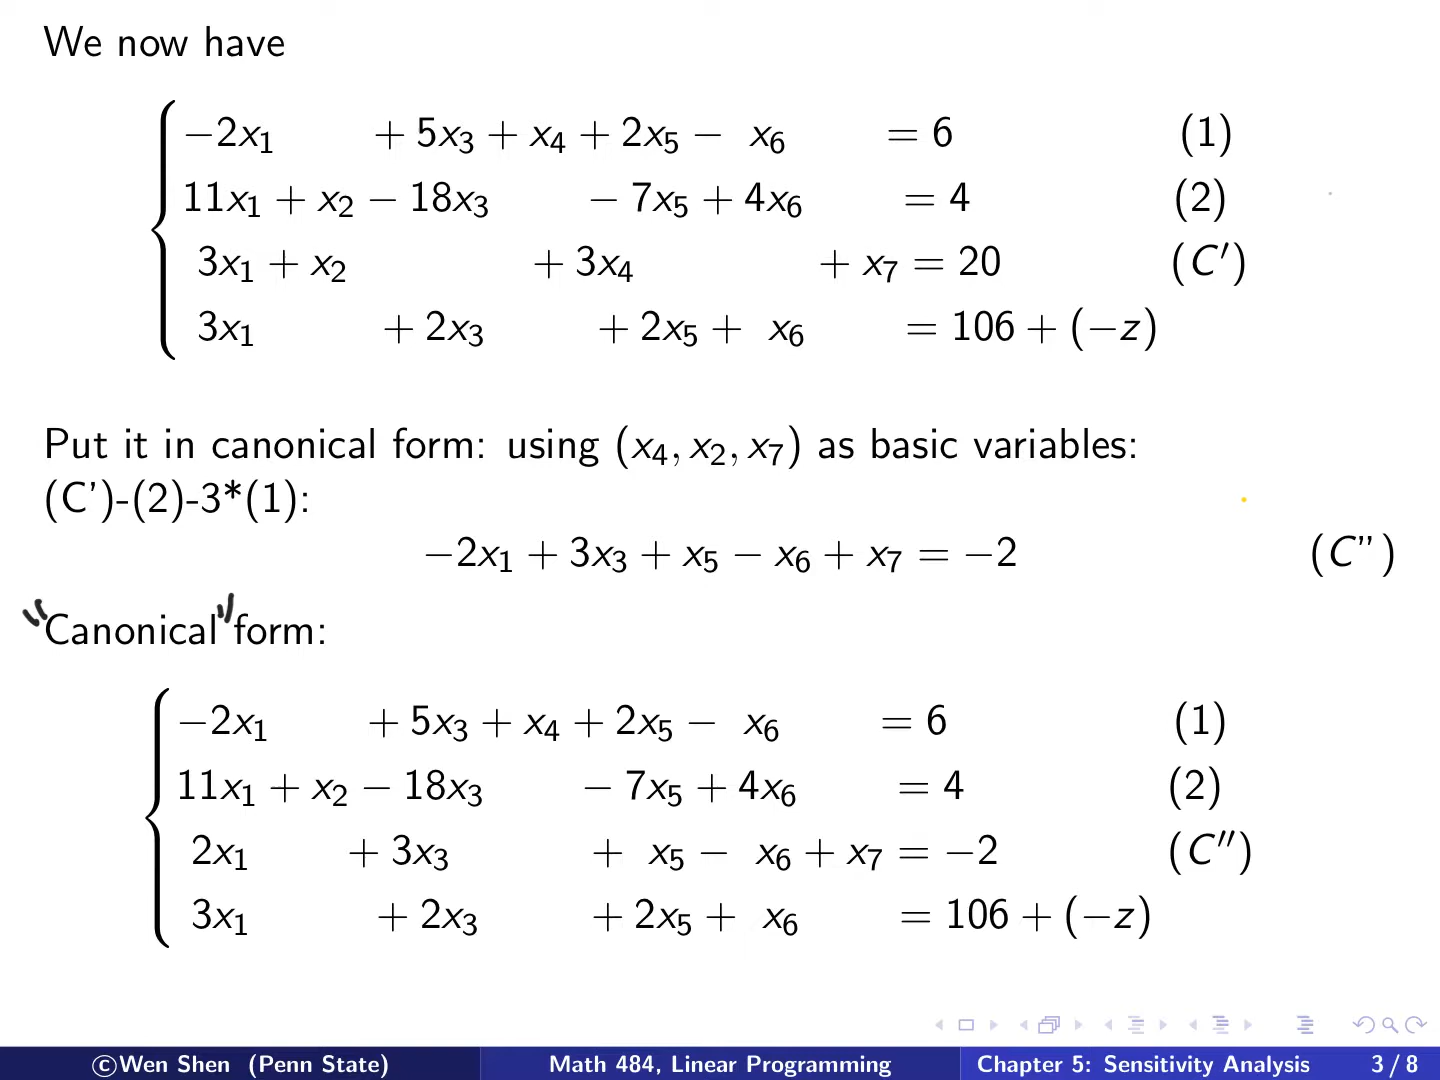 We now have
−2x₁ + 5x₃ + x₄ + 2x₅ − x₆ = 6 (1)
11x₁ + x₂ − 18x₃ − 7x₅ + 4x₆ = 4 (2)
3x₁ + x₂ + 3x₄ + x₇ = 20 (C′)
3x₁ + 2x₃ + 2x₅ + x₆ = 106 + (−z)
Put it in canonical form: using (x₄, x₂, x₇) as basic variables:
(C’)-(2)-3*(1):
−2x₁ + 3x₃ + x₅ − x₆ + x₇ = −2 (C”)
"Canonical" form:
−2x₁ + 5x₃ + x₄ + 2x₅ − x₆ = 6 (1)
11x₁ + x₂ − 18x₃ − 7x₅ + 4x₆ = 4 (2)
2x₁ + 3x₃ + x₅ − x₆ + x₇ = −2 (C″)
3x₁ + 2x₃ + 2x₅ + x₆ = 106 + (−z)
©Wen Shen (Penn State) Math 484, Linear Programming Chapter 5: Sensitivity Analysis 3 / 8